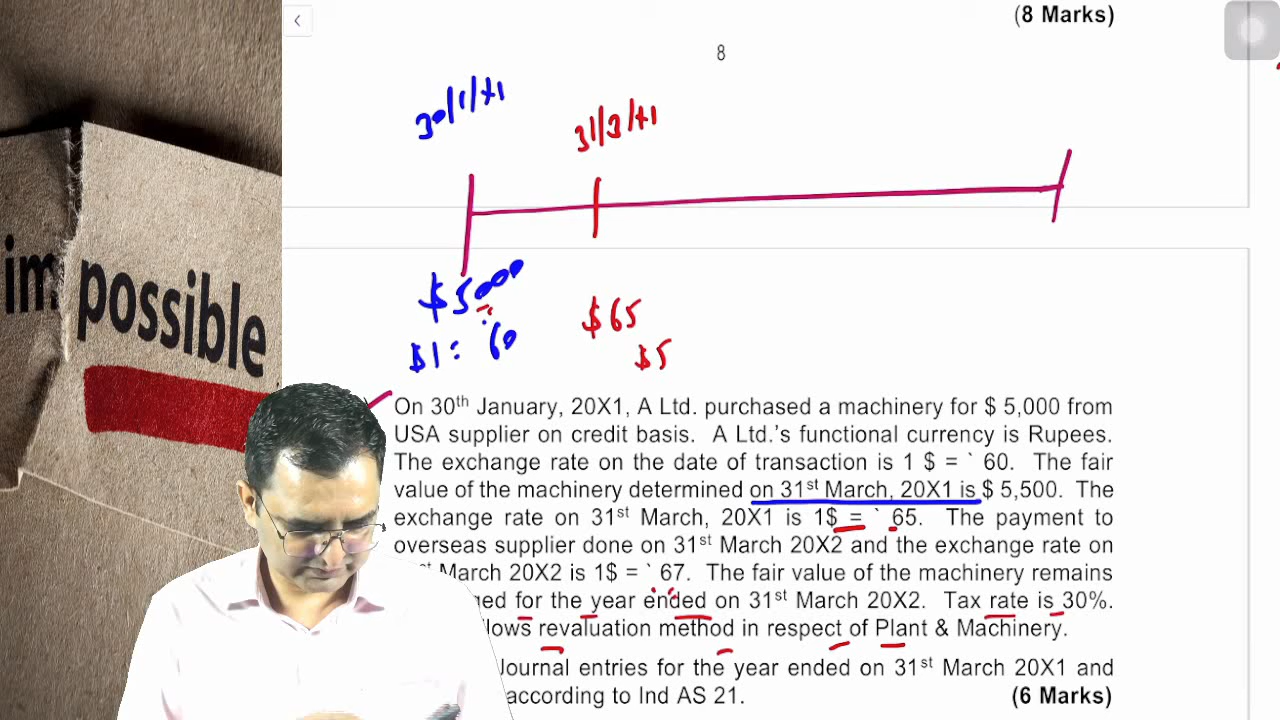 (8 Marks)
8
30/1/+1
31/3/+1
$5000
$1: 60
$65
$5
impossible
On 30th January, 20X1, A Ltd. purchased a machinery for $ 5,000 from
USA supplier on credit basis. A Ltd.'s functional currency is Rupees.
The exchange rate on the date of transaction is 1 $ = ` 60. The fair
value of the machinery determined on 31st March, 20X1 is $ 5,500. The
exchange rate on 31st March, 20X1 is 1$ = ` 65. The payment to
overseas supplier done on 31st March 20X2 and the exchange rate on
March 20X2 is 1$ = ` 67. The fair value of the machinery remains
for the year ended on 31st March 20X2. Tax rate is 30%.
revaluation method in respect of Plant & Machinery.
Journal entries for the year ended on 31st March 20X1 and
according to Ind AS 21. (6 Marks)